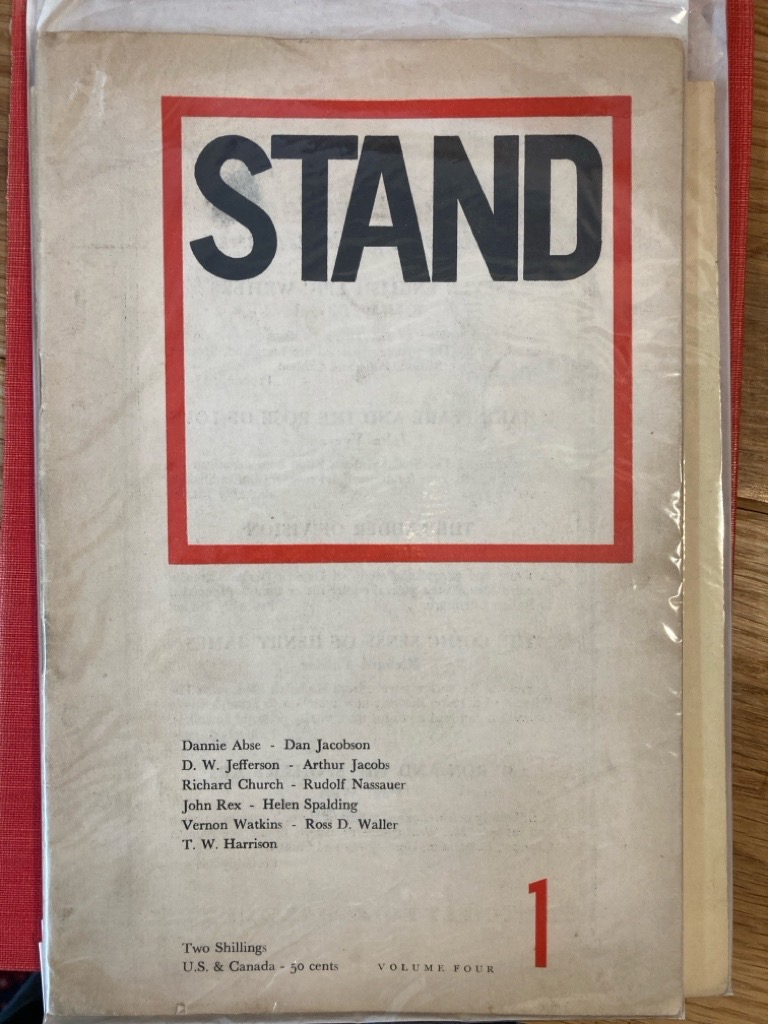 STAND
Dannie Abse - Dan Jacobson
D. W. Jefferson - Arthur Jacobs
Richard Church - Rudolf Nassauer
John Rex - Helen Spalding
Vernon Watkins - Ross D. Waller
T. W. Harrison
1
Two Shillings
U.S. & Canada - 50 cents VOLUME FOUR